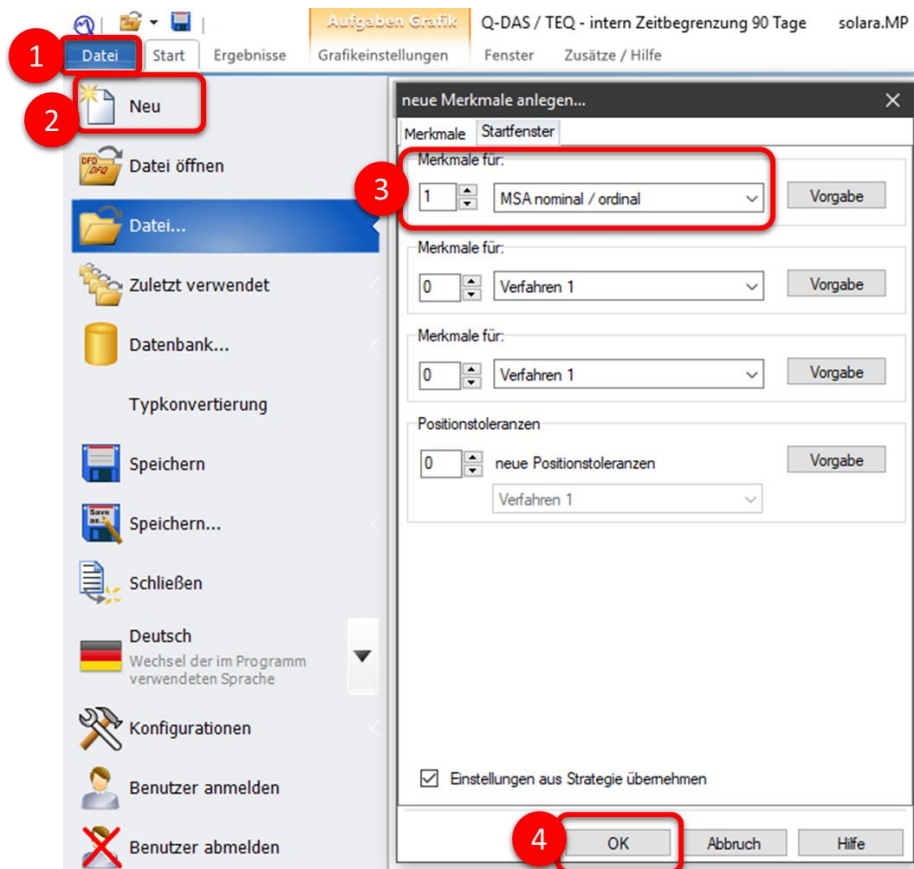 Aufgaben Grafik
Q-DAS / TEQ - intern Zeitbegrenzung 90 Tage
solara.MP
1
Datei
Start
Ergebnisse
Grafikeinstellungen
Fenster
Zusätze / Hilfe
2
Neu
DFD
DFQ
Datei öffnen
Datei...
Zuletzt verwendet
Datenbank...
Typkonvertierung
Speichern
Save
as..
Speichern...
Schließen
Deutsch
Wechsel der im Programm
verwendeten Sprache
Konfigurationen
Benutzer anmelden
Benutzer abmelden
neue Merkmale anlegen...
Merkmale
Startfenster
3
Merkmale für:
1
MSA nominal / ordinal
Vorgabe
Merkmale für:
0
Verfahren 1
Vorgabe
Merkmale für:
0
Verfahren 1
Vorgabe
Positionstoleranzen
0
neue Positionstoleranzen
Vorgabe
Verfahren 1
Einstellungen aus Strategie übernehmen
4
OK
Abbruch
Hilfe